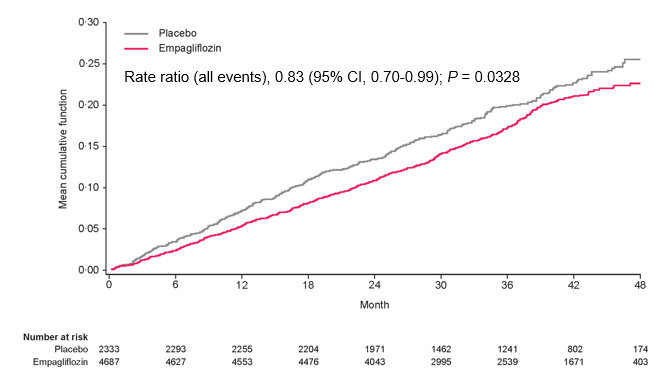 0·30
Placebo
Empagliflozin
0·25
Rate ratio (all events), 0.83 (95% CI, 0.70-0.99); P = 0.0328
0·20
0·15
0·10
0·05
0·00
Mean cumulative function
0 6 12 18 24 30 36 42 48
Month
Number at risk
Placebo 2333 2293 2255 2204 1971 1462 1241 802 174
Empagliflozin 4687 4627 4553 4476 4043 2995 2539 1671 403